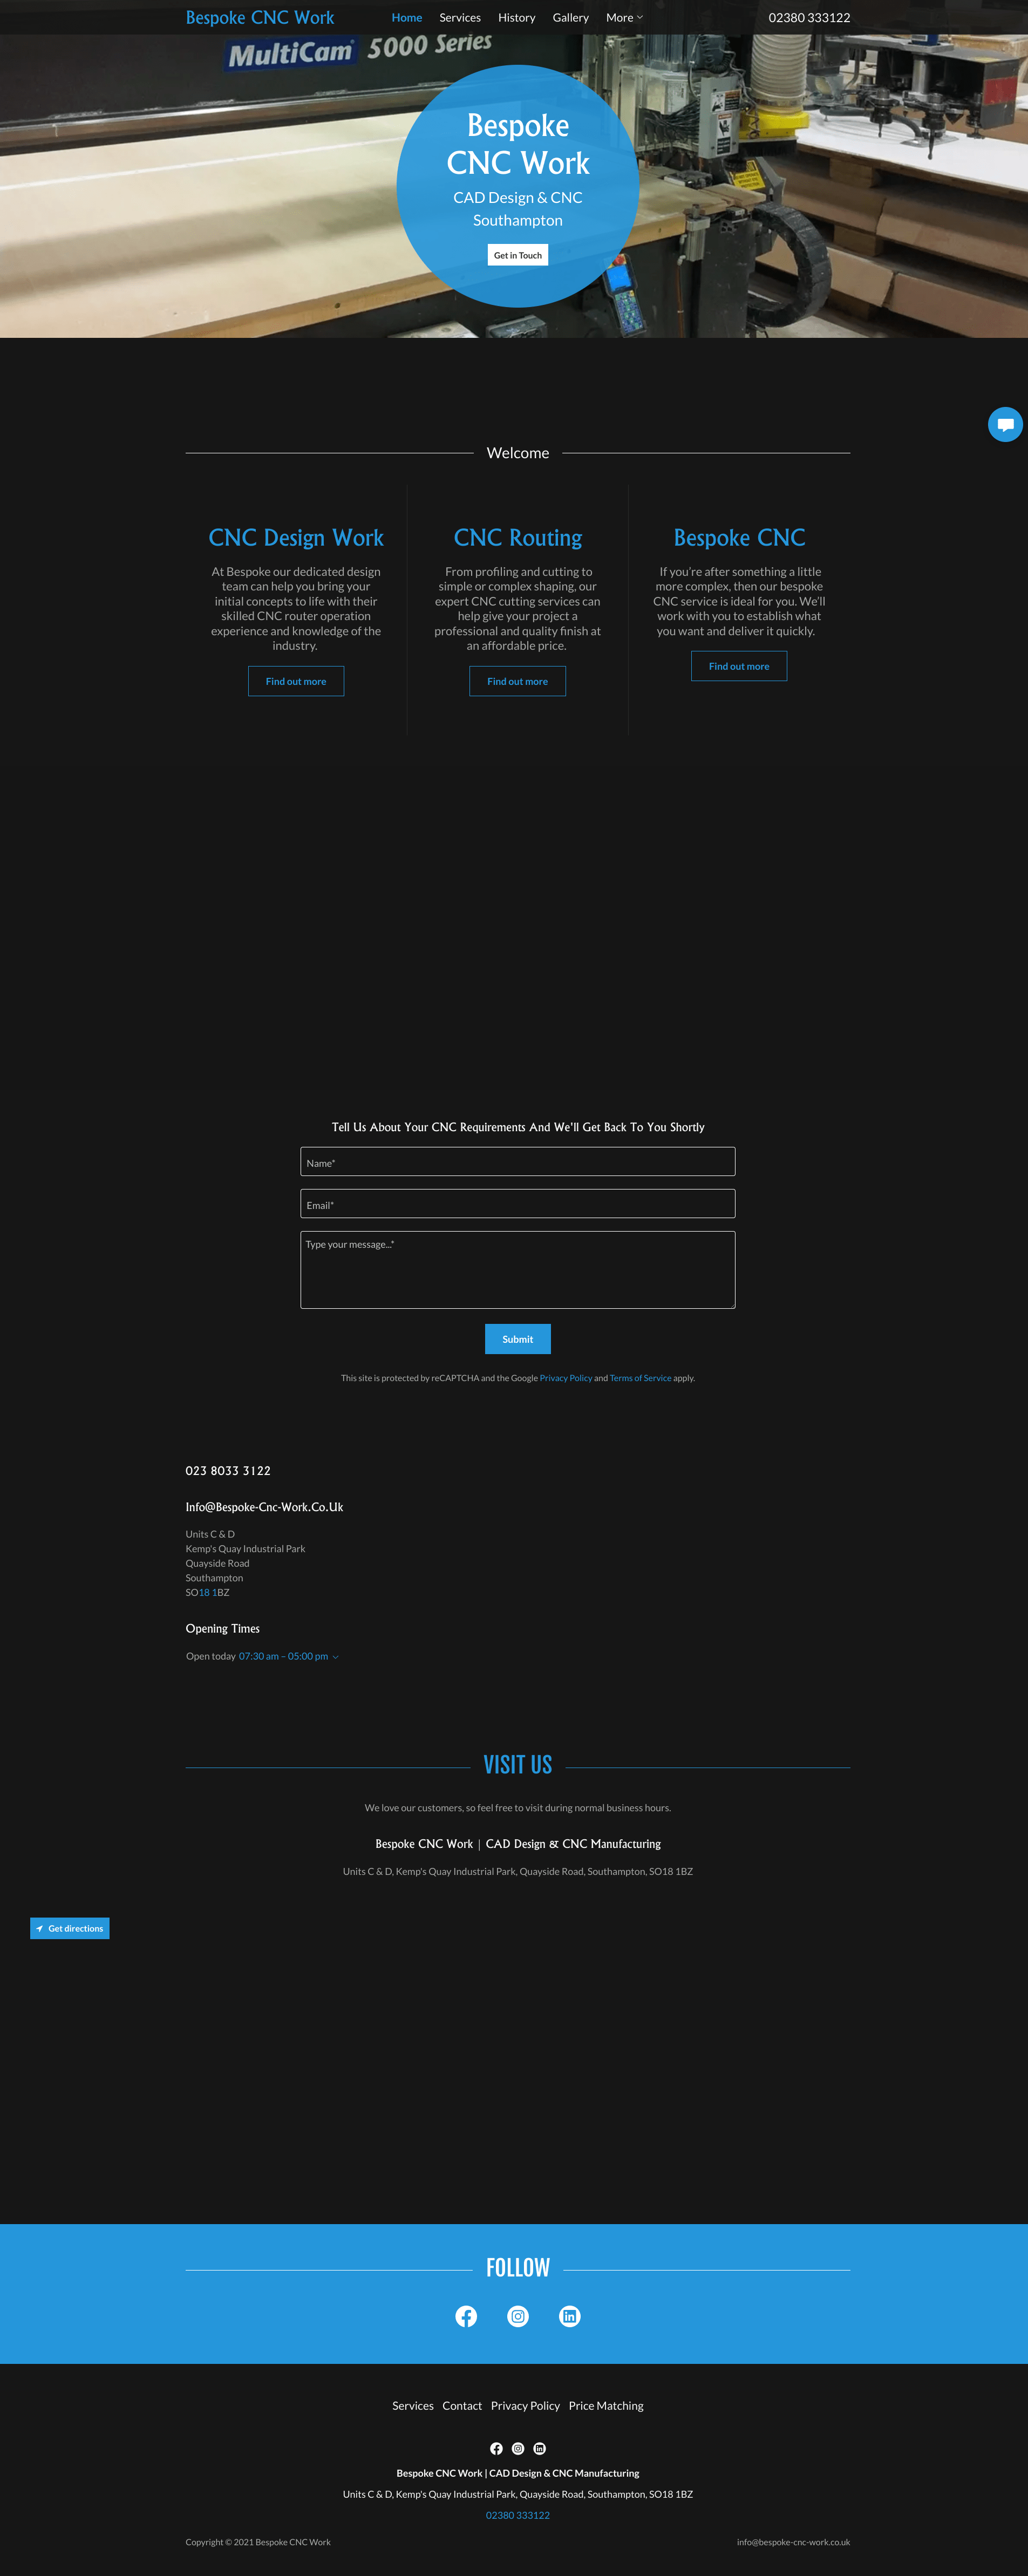 Bespoke CNC Work
Home Services History Gallery More
02380 333122
MultiCam 5000 Series
Bespoke
CNC Work
CAD Design & CNC
Southampton
Get in Touch
Welcome
CNC Design Work
At Bespoke our dedicated design
team can help you bring your
initial concepts to life with their
skilled CNC router operation
experience and knowledge of the
industry.
Find out more
CNC Routing
From profiling and cutting to
simple or complex shaping, our
expert CNC cutting services can
help give your project a
professional and quality finish at
an affordable price.
Find out more
Bespoke CNC
If you're after something a little
more complex, then our bespoke
CNC service is ideal for you. We'll
work with you to establish what
you want and deliver it quickly.
Find out more
Tell Us About Your CNC Requirements And We'll Get Back To You Shortly
Name*
Email*
Type your message...*
Submit
This site is protected by reCAPTCHA and the Google Privacy Policy and Terms of Service apply.
023 8033 3122
Info@Bespoke-Cnc-Work.Co.Uk
Units C & D
Kemp's Quay Industrial Park
Quayside Road
Southampton
SO18 1BZ
Opening Times
Open today 07:30 am – 05:00 pm
VISIT US
We love our customers, so feel free to visit during normal business hours.
Bespoke CNC Work | CAD Design & CNC Manufacturing
Units C & D, Kemp's Quay Industrial Park, Quayside Road, Southampton, SO18 1BZ
Get directions
FOLLOW
Services Contact Privacy Policy Price Matching
Bespoke CNC Work | CAD Design & CNC Manufacturing
Units C & D, Kemp's Quay Industrial Park, Quayside Road, Southampton, SO18 1BZ
02380 333122
Copyright © 2021 Bespoke CNC Work
info@bespoke-cnc-work.co.uk